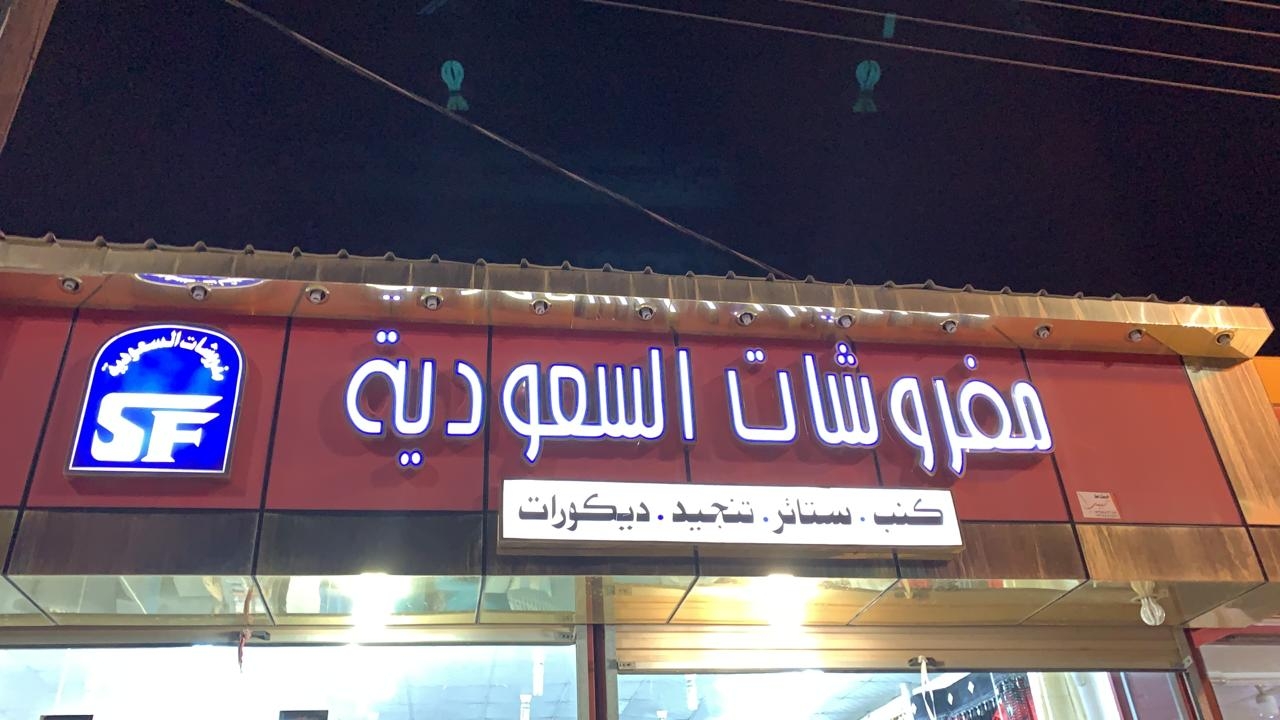 مفروشات السعودية
كنب . ستائر . تنجيد . ديكورات
مفروشات السعودية
SF